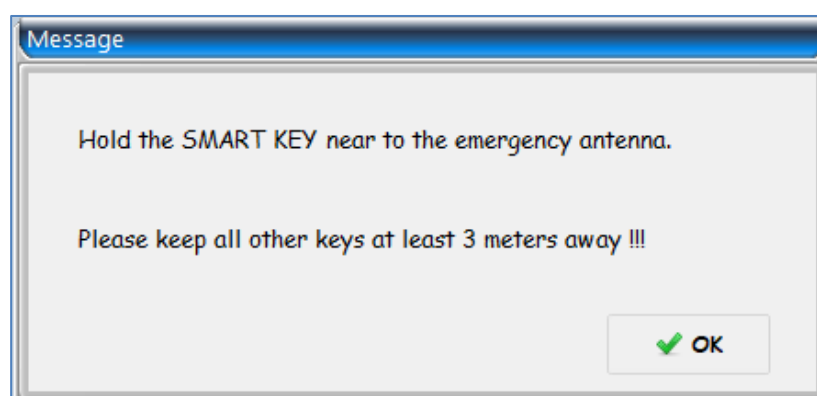 Message
Hold the SMART KEY near to the emergency antenna.
Please keep all other keys at least 3 meters away !!!
OK